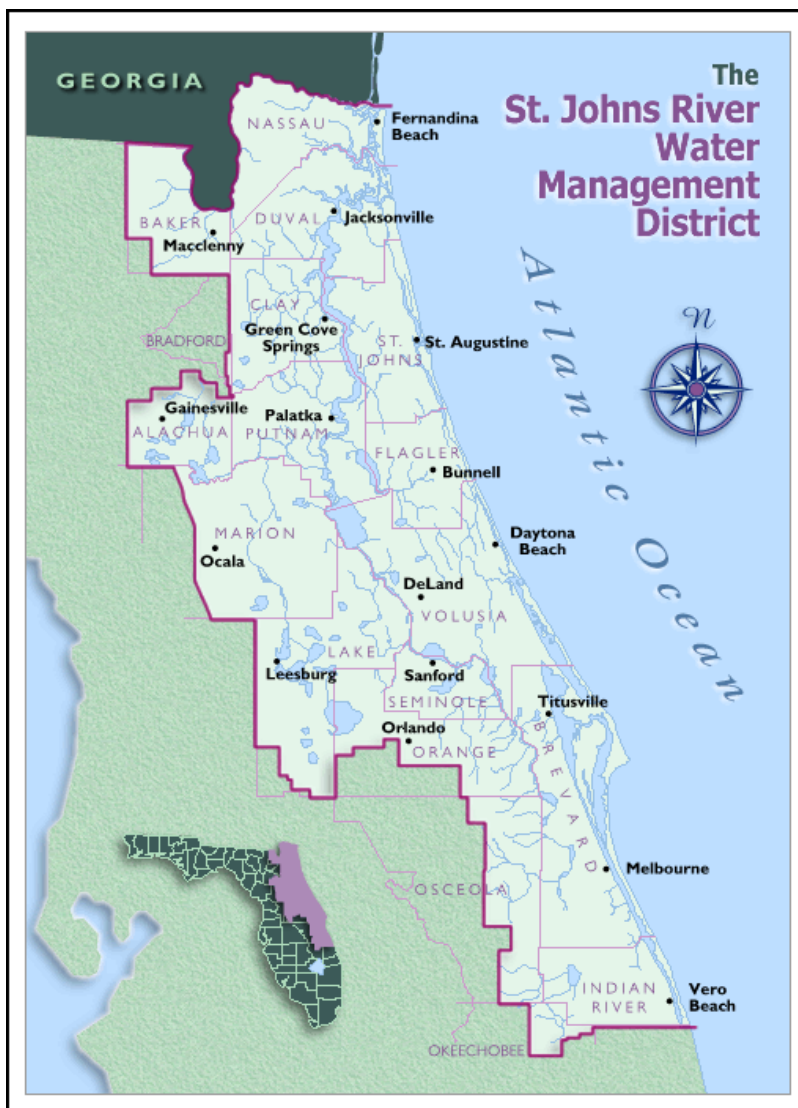 The
St. Johns River
Water
Management
District
GEORGIA
NASSAU
Fernandina
Beach
BAKER
DUVAL
Jacksonville
Macclenny
CLAY
Green Cove
Springs
BRADFORD
ST.
JOHNS
St. Augustine
N
Atlantic Ocean
Gainesville
ALACHUA
Palatka
PUTNAM
FLAGLER
Bunnell
MARION
Ocala
Daytona
Beach
DeLand
VOLUSIA
LAKE
Leesburg
Sanford
SEMINOLE
Titusville
Orlando
ORANGE
BREVARD
Melbourne
OSCEOLA
INDIAN
RIVER
Vero
Beach
OKEECHOBEE